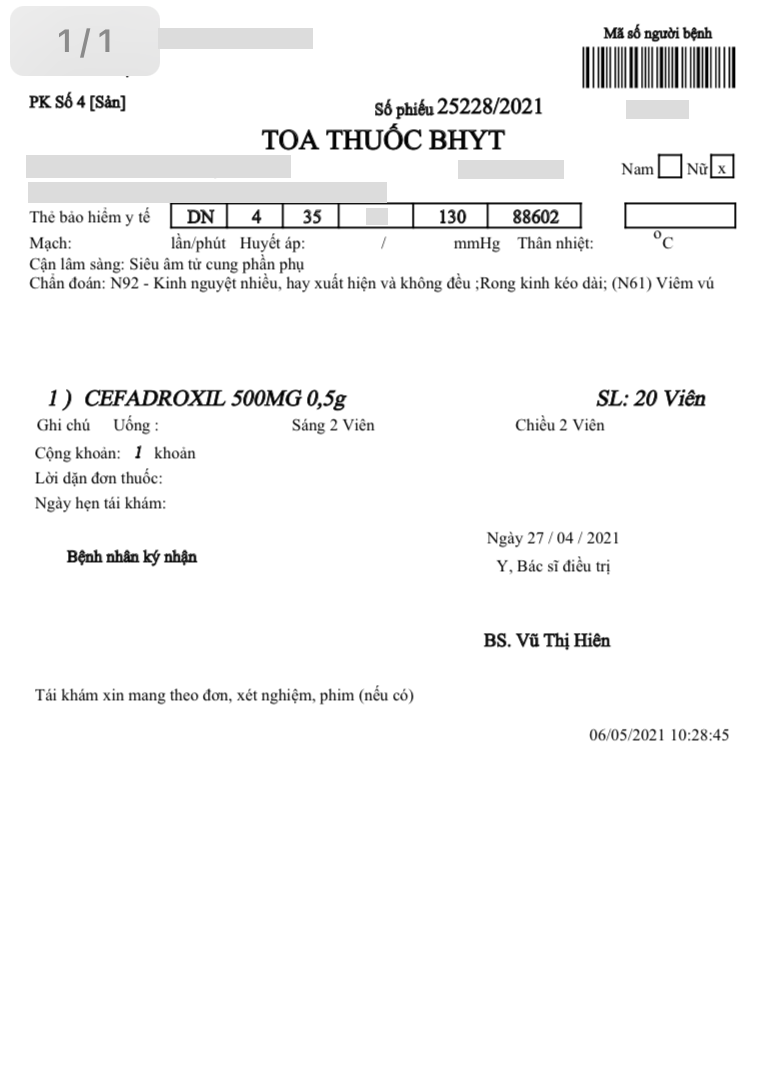 1/1
Mã số người bệnh
PK Số 4 [Sản]
Số phiếu 25228/2021
TOA THUỐC BHYT
Nam Nữ x
Thẻ bảo hiểm y tế DN 4 35 130 88602
Mạch: lần/phút Huyết áp: / mmHg Thân nhiệt: ºC
Cận lâm sàng: Siêu âm tử cung phần phụ
Chẩn đoán: N92 - Kinh nguyệt nhiều, hay xuất hiện và không đều ;Rong kinh kéo dài; (N61) Viêm vú
1 ) CEFADROXIL 500MG 0,5g SL: 20 Viên
Ghi chú Uống : Sáng 2 Viên Chiều 2 Viên
Cộng khoản: 1 khoản
Lời dặn đơn thuốc:
Ngày hẹn tái khám:
Ngày 27 / 04 / 2021
Bệnh nhân ký nhận
Y, Bác sĩ điều trị
BS. Vũ Thị Hiên
Tái khám xin mang theo đơn, xét nghiệm, phim (nếu có)
06/05/2021 10:28:45